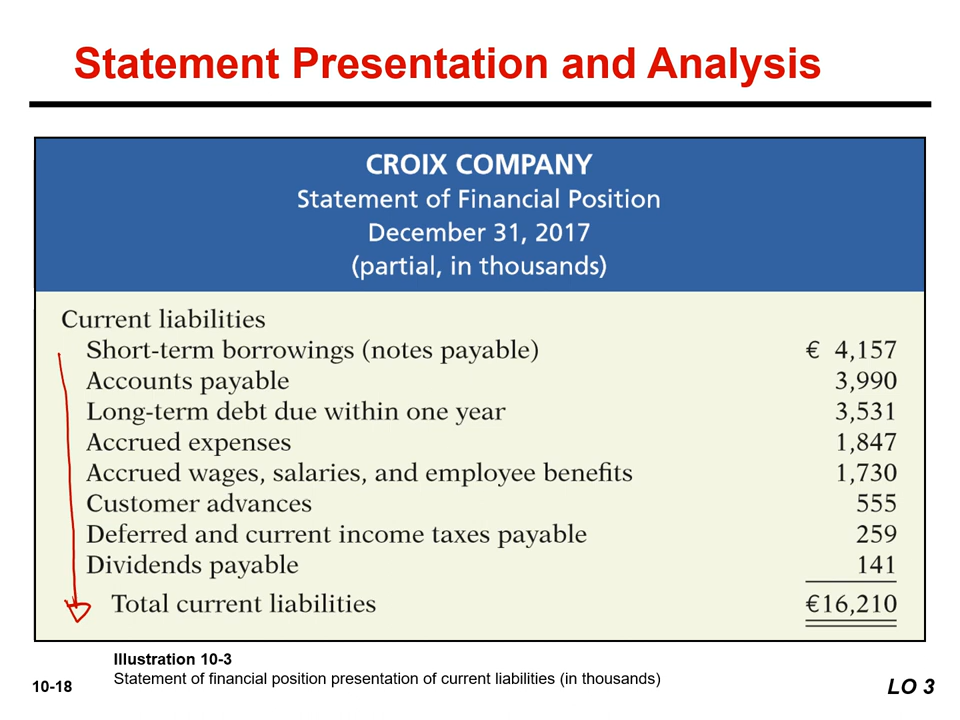 Statement Presentation and Analysis
CROIX COMPANY
Statement of Financial Position
December 31, 2017
(partial, in thousands)
Current liabilities
Short-term borrowings (notes payable) € 4,157
Accounts payable 3,990
Long-term debt due within one year 3,531
Accrued expenses 1,847
Accrued wages, salaries, and employee benefits 1,730
Customer advances 555
Deferred and current income taxes payable 259
Dividends payable 141
Total current liabilities €16,210
Illustration 10-3
Statement of financial position presentation of current liabilities (in thousands)
10-18 LO 3